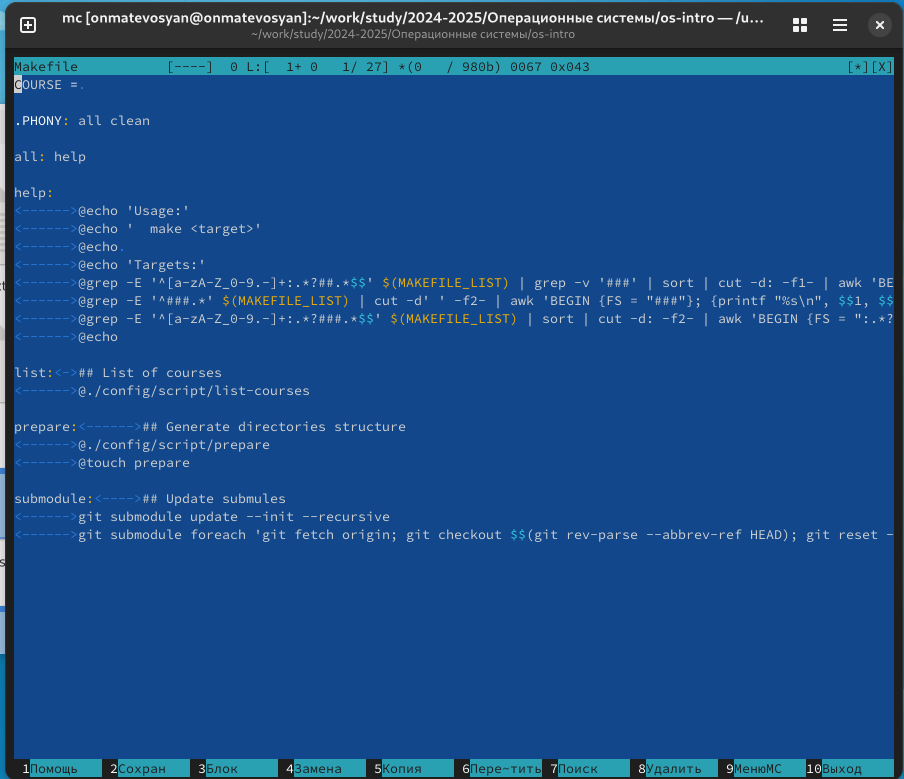 mc [onmatevosyan@onmatevosyan]:~/work/study/2024-2025/Операционные системы/os-intro — /u...
~/work/study/2024-2025/Операционные системы/os-intro
Makefile [----] 0 L:[ 1+ 0 1/ 27] *(0 / 980b) 0067 0x043 [*][X]
COURSE =.
.PHONY: all clean
all: help
help:
<------>@echo 'Usage:'
<------>@echo '  make <target>'
<------>@echo.
<------>@echo 'Targets:'
<------>@grep -E '^[a-zA-Z_0-9.-]+:.*?##.*$$' $(MAKEFILE_LIST) | grep -v '###' | sort | cut -d: -f1- | awk 'BE
<------>@grep -E '^###.*' $(MAKEFILE_LIST) | cut -d' ' -f2- | awk 'BEGIN {FS = "###"}; {printf "%s\n", $$1, $$
<------>@grep -E '^[a-zA-Z_0-9.-]+:.*?###.*$$' $(MAKEFILE_LIST) | sort | cut -d: -f2- | awk 'BEGIN {FS = ":.*?
<------>@echo
list:<->## List of courses
<------>@./config/script/list-courses
prepare:<------>## Generate directories structure
<------>@./config/script/prepare
<------>@touch prepare
submodule:<---->## Update submules
<------>git submodule update --init --recursive
<------>git submodule foreach 'git fetch origin; git checkout $$(git rev-parse --abbrev-ref HEAD); git reset -
1Помощь 2Сохран 3Блок 4Замена 5Копия 6Пере~тить 7Поиск 8Удалить 9МенюMC 10Выход